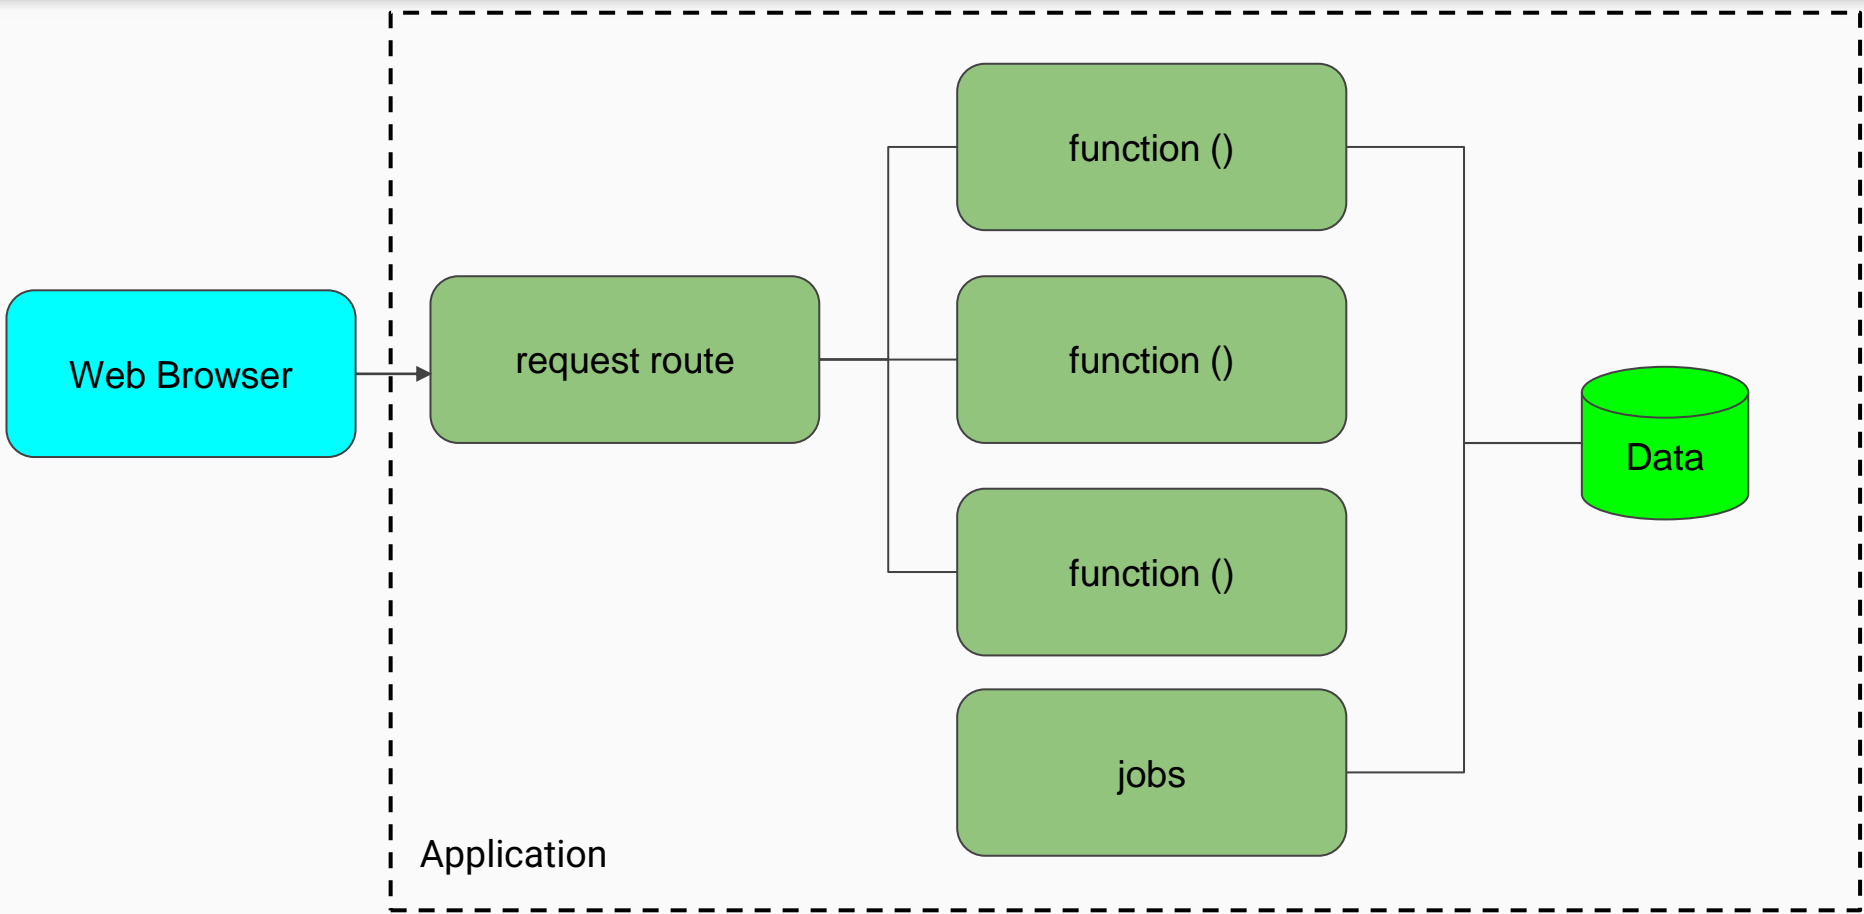 function ()
Web Browser
request route
function ()
Data
function ()
jobs
Application